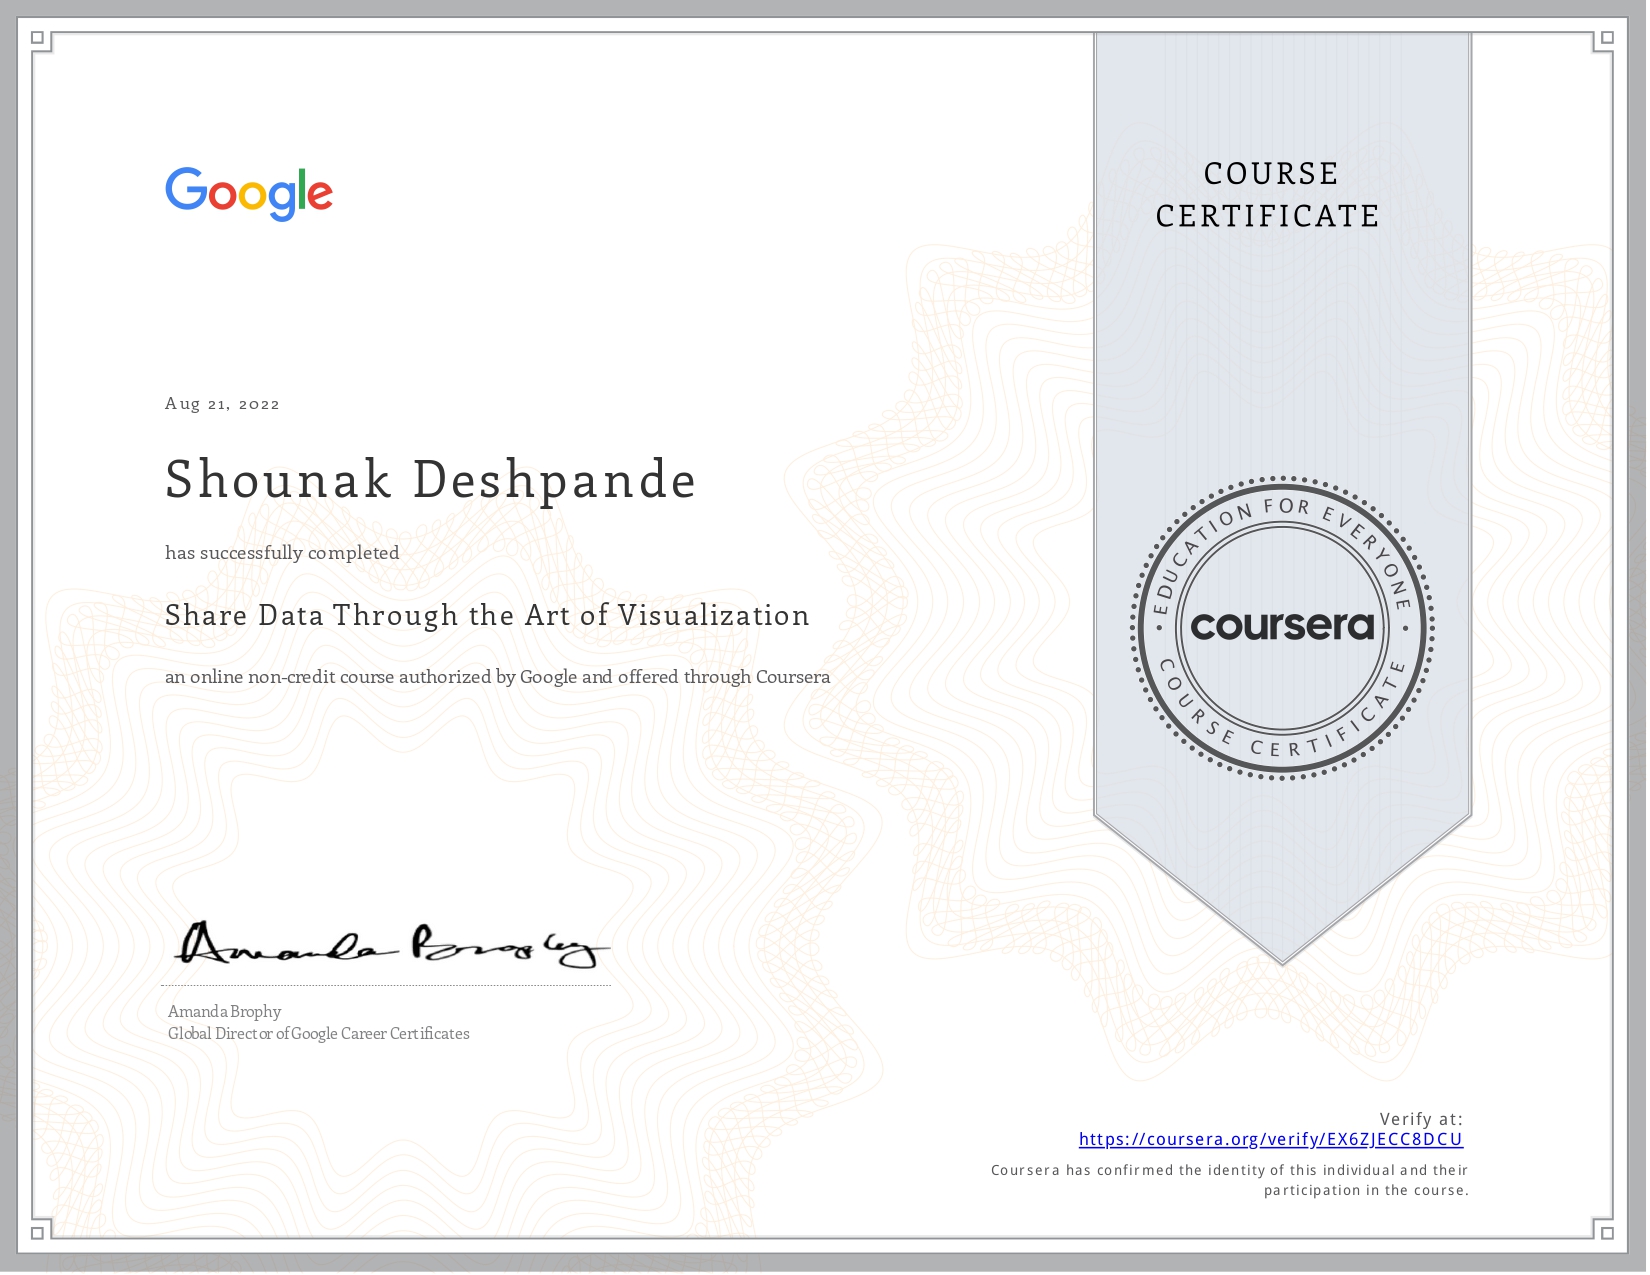 Google
COURSE
CERTIFICATE
Aug 21, 2022
Shounak Deshpande
has successfully completed
Share Data Through the Art of Visualization
an online non-credit course authorized by Google and offered through Coursera
EDUCATION FOR EVERYONE
coursera
COURSE CERTIFICATE
Amanda Brophy
Amanda Brophy
Global Director of Google Career Certificates
Verify at:
https://coursera.org/verify/EX6ZJECC8DCU
Coursera has confirmed the identity of this individual and their
participation in the course.